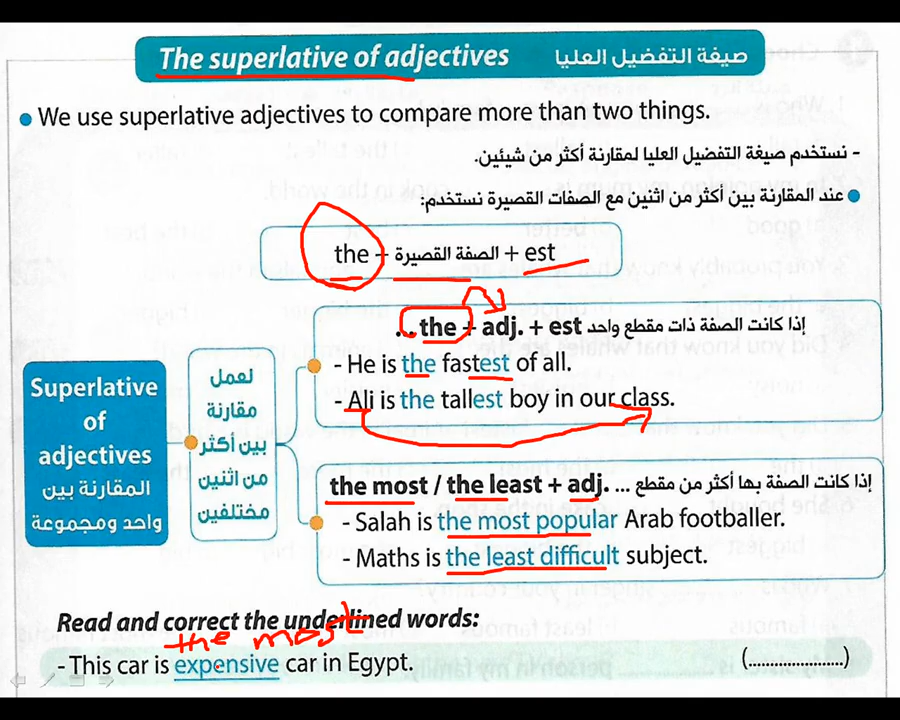 The superlative of adjectives صيغة التفضيل العليا
• We use superlative adjectives to compare more than two things.
- نستخدم صيغة التفضيل العليا لمقارنة أكثر من شيئين.
• عند المقارنة بين أكثر من اثنين مع الصفات القصيرة نستخدم:
the + الصفة القصيرة + est
إذا كانت الصفة ذات مقطع واحد the + adj. + est ...
- He is the fastest of all.
- Ali is the tallest boy in our class.
Superlative
of
adjectives
المقارنة بين
واحد ومجموعة
لعمل
مقارنة
بين أكثر
من اثنين
مختلفين
إذا كانت الصفة بها أكثر من مقطع ... the most / the least + adj.
- Salah is the most popular Arab footballer.
- Maths is the least difficult subject.
Read and correct the underlined words:
the most
- This car is expensive car in Egypt. (....................)